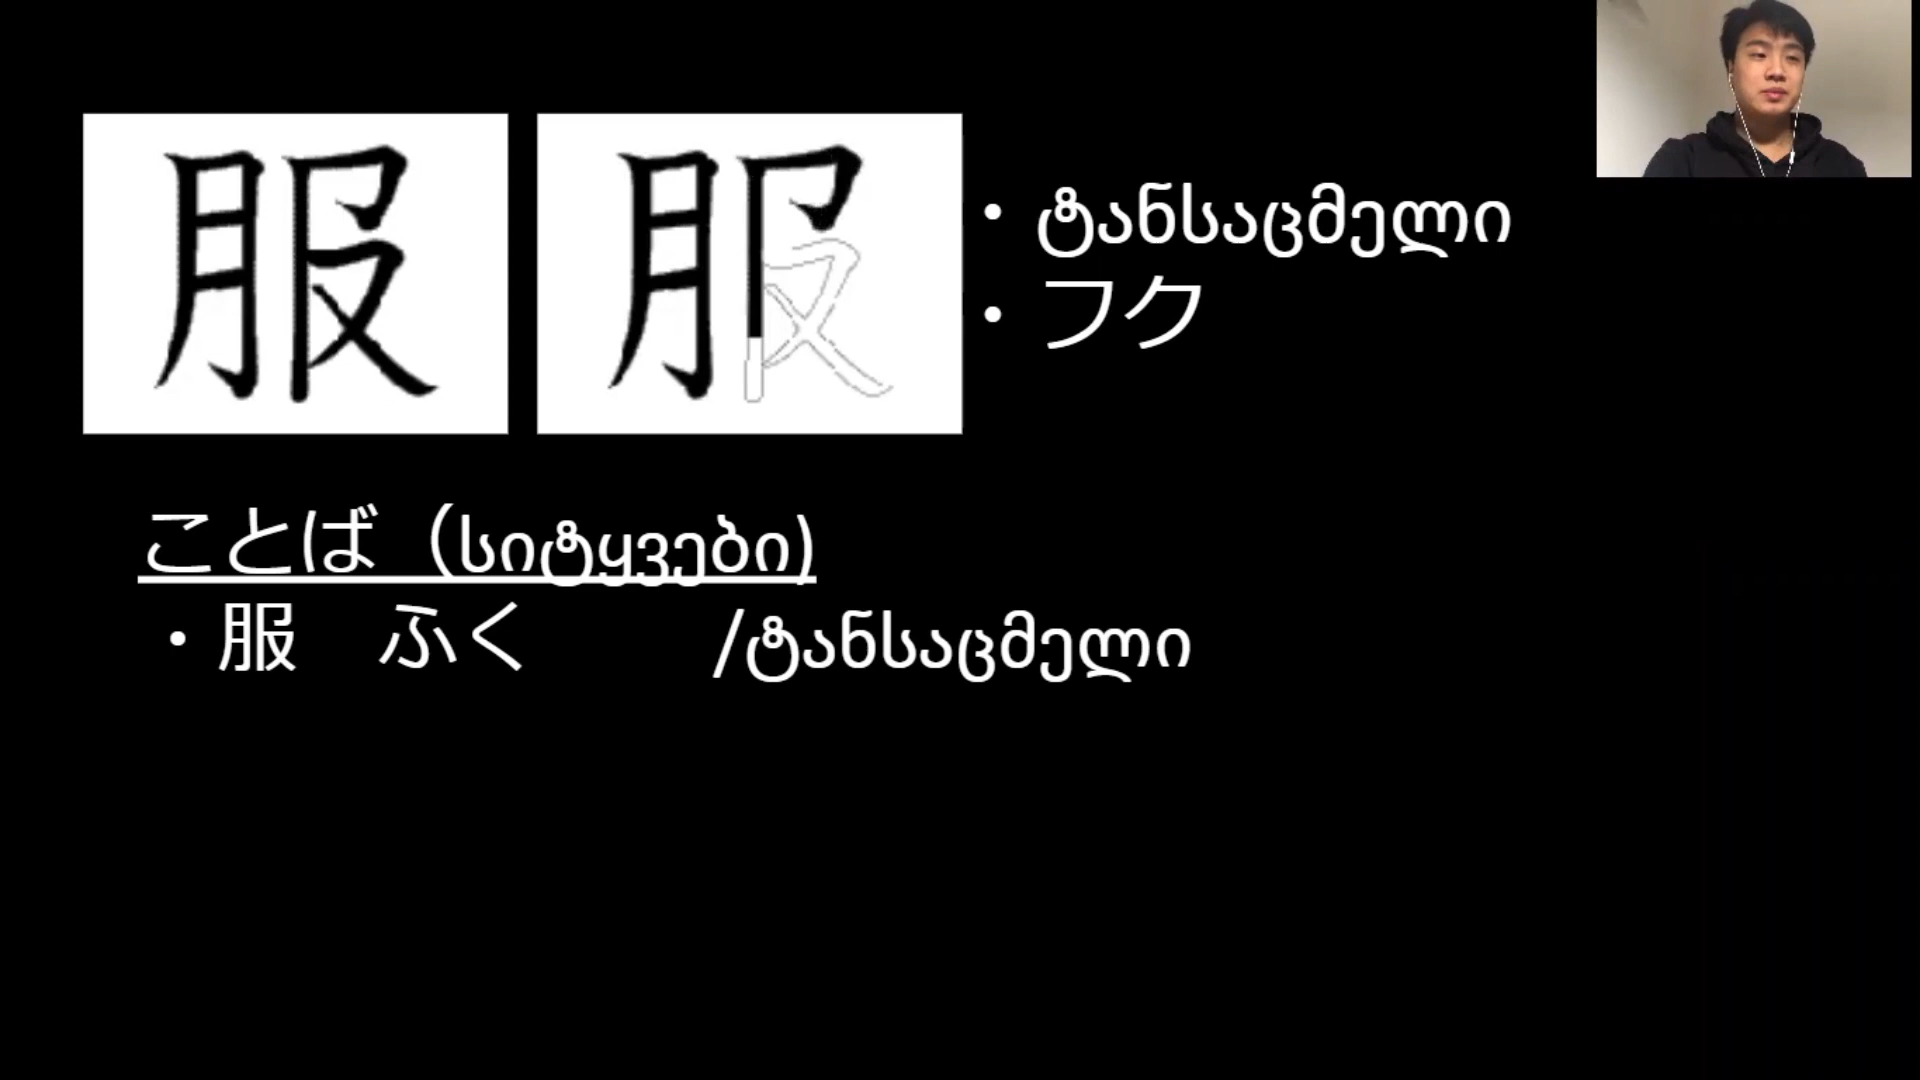 服 服
・ტანსაცმელი
・フク
ことば（სიტყვები)
・服　ふく　　/ტანსაცმელი